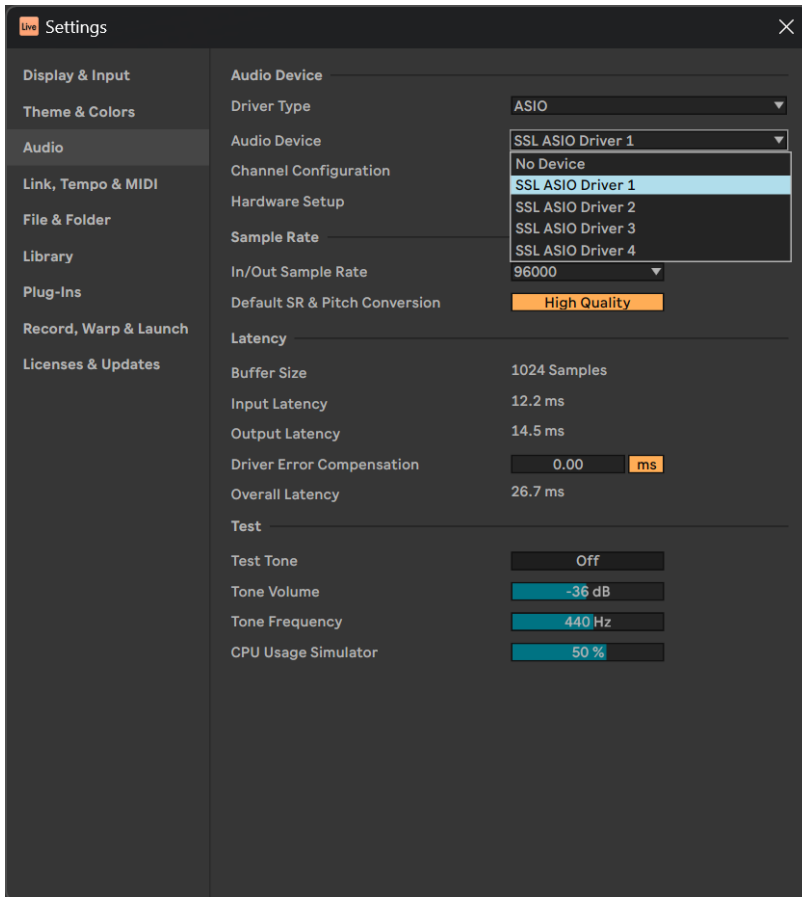 Live Settings
Display & Input
Theme & Colors
Audio
Link, Tempo & MIDI
File & Folder
Library
Plug-Ins
Record, Warp & Launch
Licenses & Updates
Audio Device
Driver Type ASIO
Audio Device SSL ASIO Driver 1
No Device
SSL ASIO Driver 1
SSL ASIO Driver 2
SSL ASIO Driver 3
SSL ASIO Driver 4
Channel Configuration
Hardware Setup
Sample Rate
In/Out Sample Rate 96000
Default SR & Pitch Conversion High Quality
Latency
Buffer Size 1024 Samples
Input Latency 12.2 ms
Output Latency 14.5 ms
Driver Error Compensation 0.00 ms
Overall Latency 26.7 ms
Test
Test Tone Off
Tone Volume -36 dB
Tone Frequency 440 Hz
CPU Usage Simulator 50 %